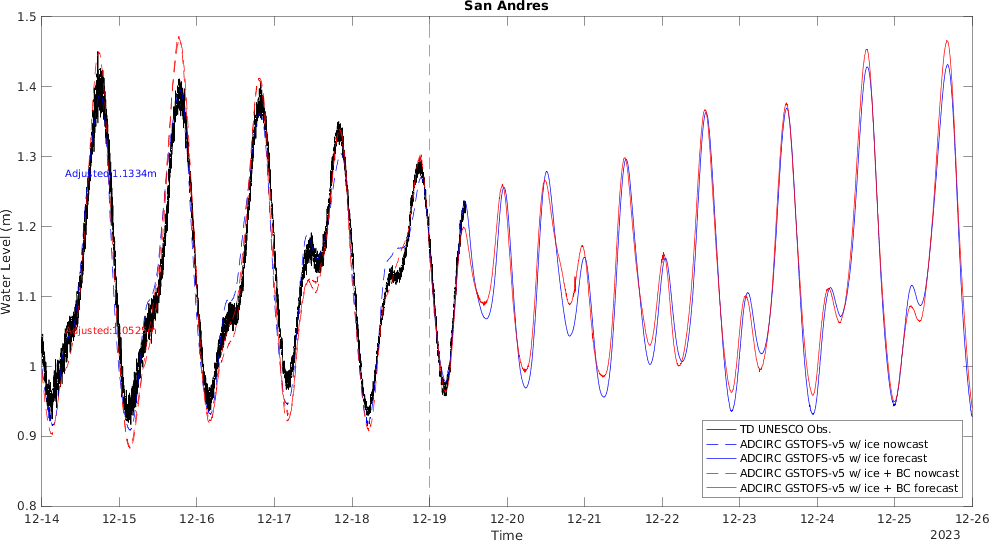 San Andres
1.5
1.4
1.3
1.2
1.1
1
0.9
0.8
Water Level (m)
Adjusted:1.1334m
Adjusted:1.0529m
TD UNESCO Obs.
ADCIRC GSTOFS-v5 w/ ice nowcast
ADCIRC GSTOFS-v5 w/ ice forecast
ADCIRC GSTOFS-v5 w/ ice + BC nowcast
ADCIRC GSTOFS-v5 w/ ice + BC forecast
12-14 12-15 12-16 12-17 12-18 12-19 12-20 12-21 12-22 12-23 12-24 12-25 12-26
Time
2023